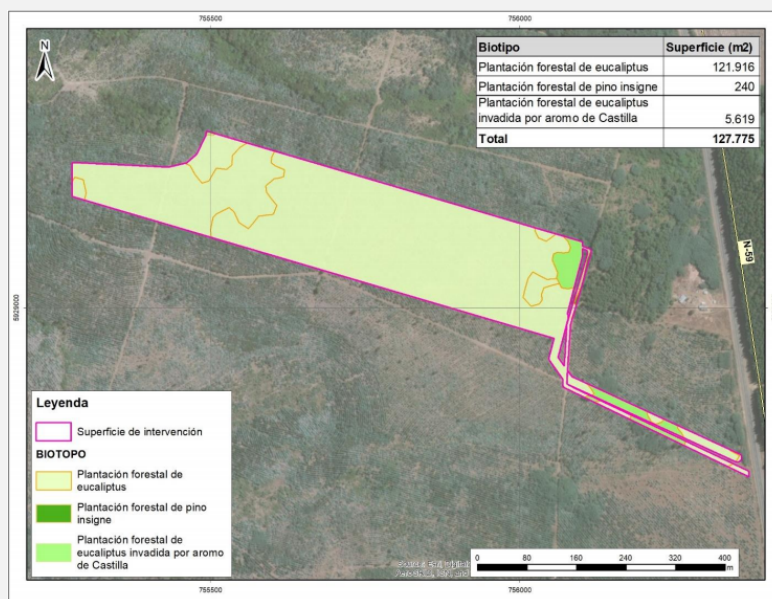 755500
756000
N
Biotipo Superficie (m2)
Plantación forestal de eucaliptus 121.916
Plantación forestal de pino insigne 240
Plantación forestal de eucaliptus
invadida por aromo de Castilla 5.619
Total 127.775
N-59
5929000
Leyenda
Superficie de intervención
BIOTOPO
Plantación forestal de
eucaliptus
Plantación forestal de pino
insigne
Plantación forestal de
eucaliptus invadida por aromo
de Castilla
0 80 160 240 320 400
m
755500
756000